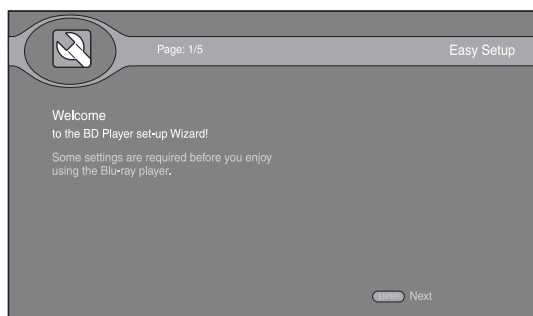 Page: 1/5
Easy Setup
Welcome
to the BD Player set-up Wizard!
Some settings are required before you enjoy
using the Blu-ray player.
ENTER Next